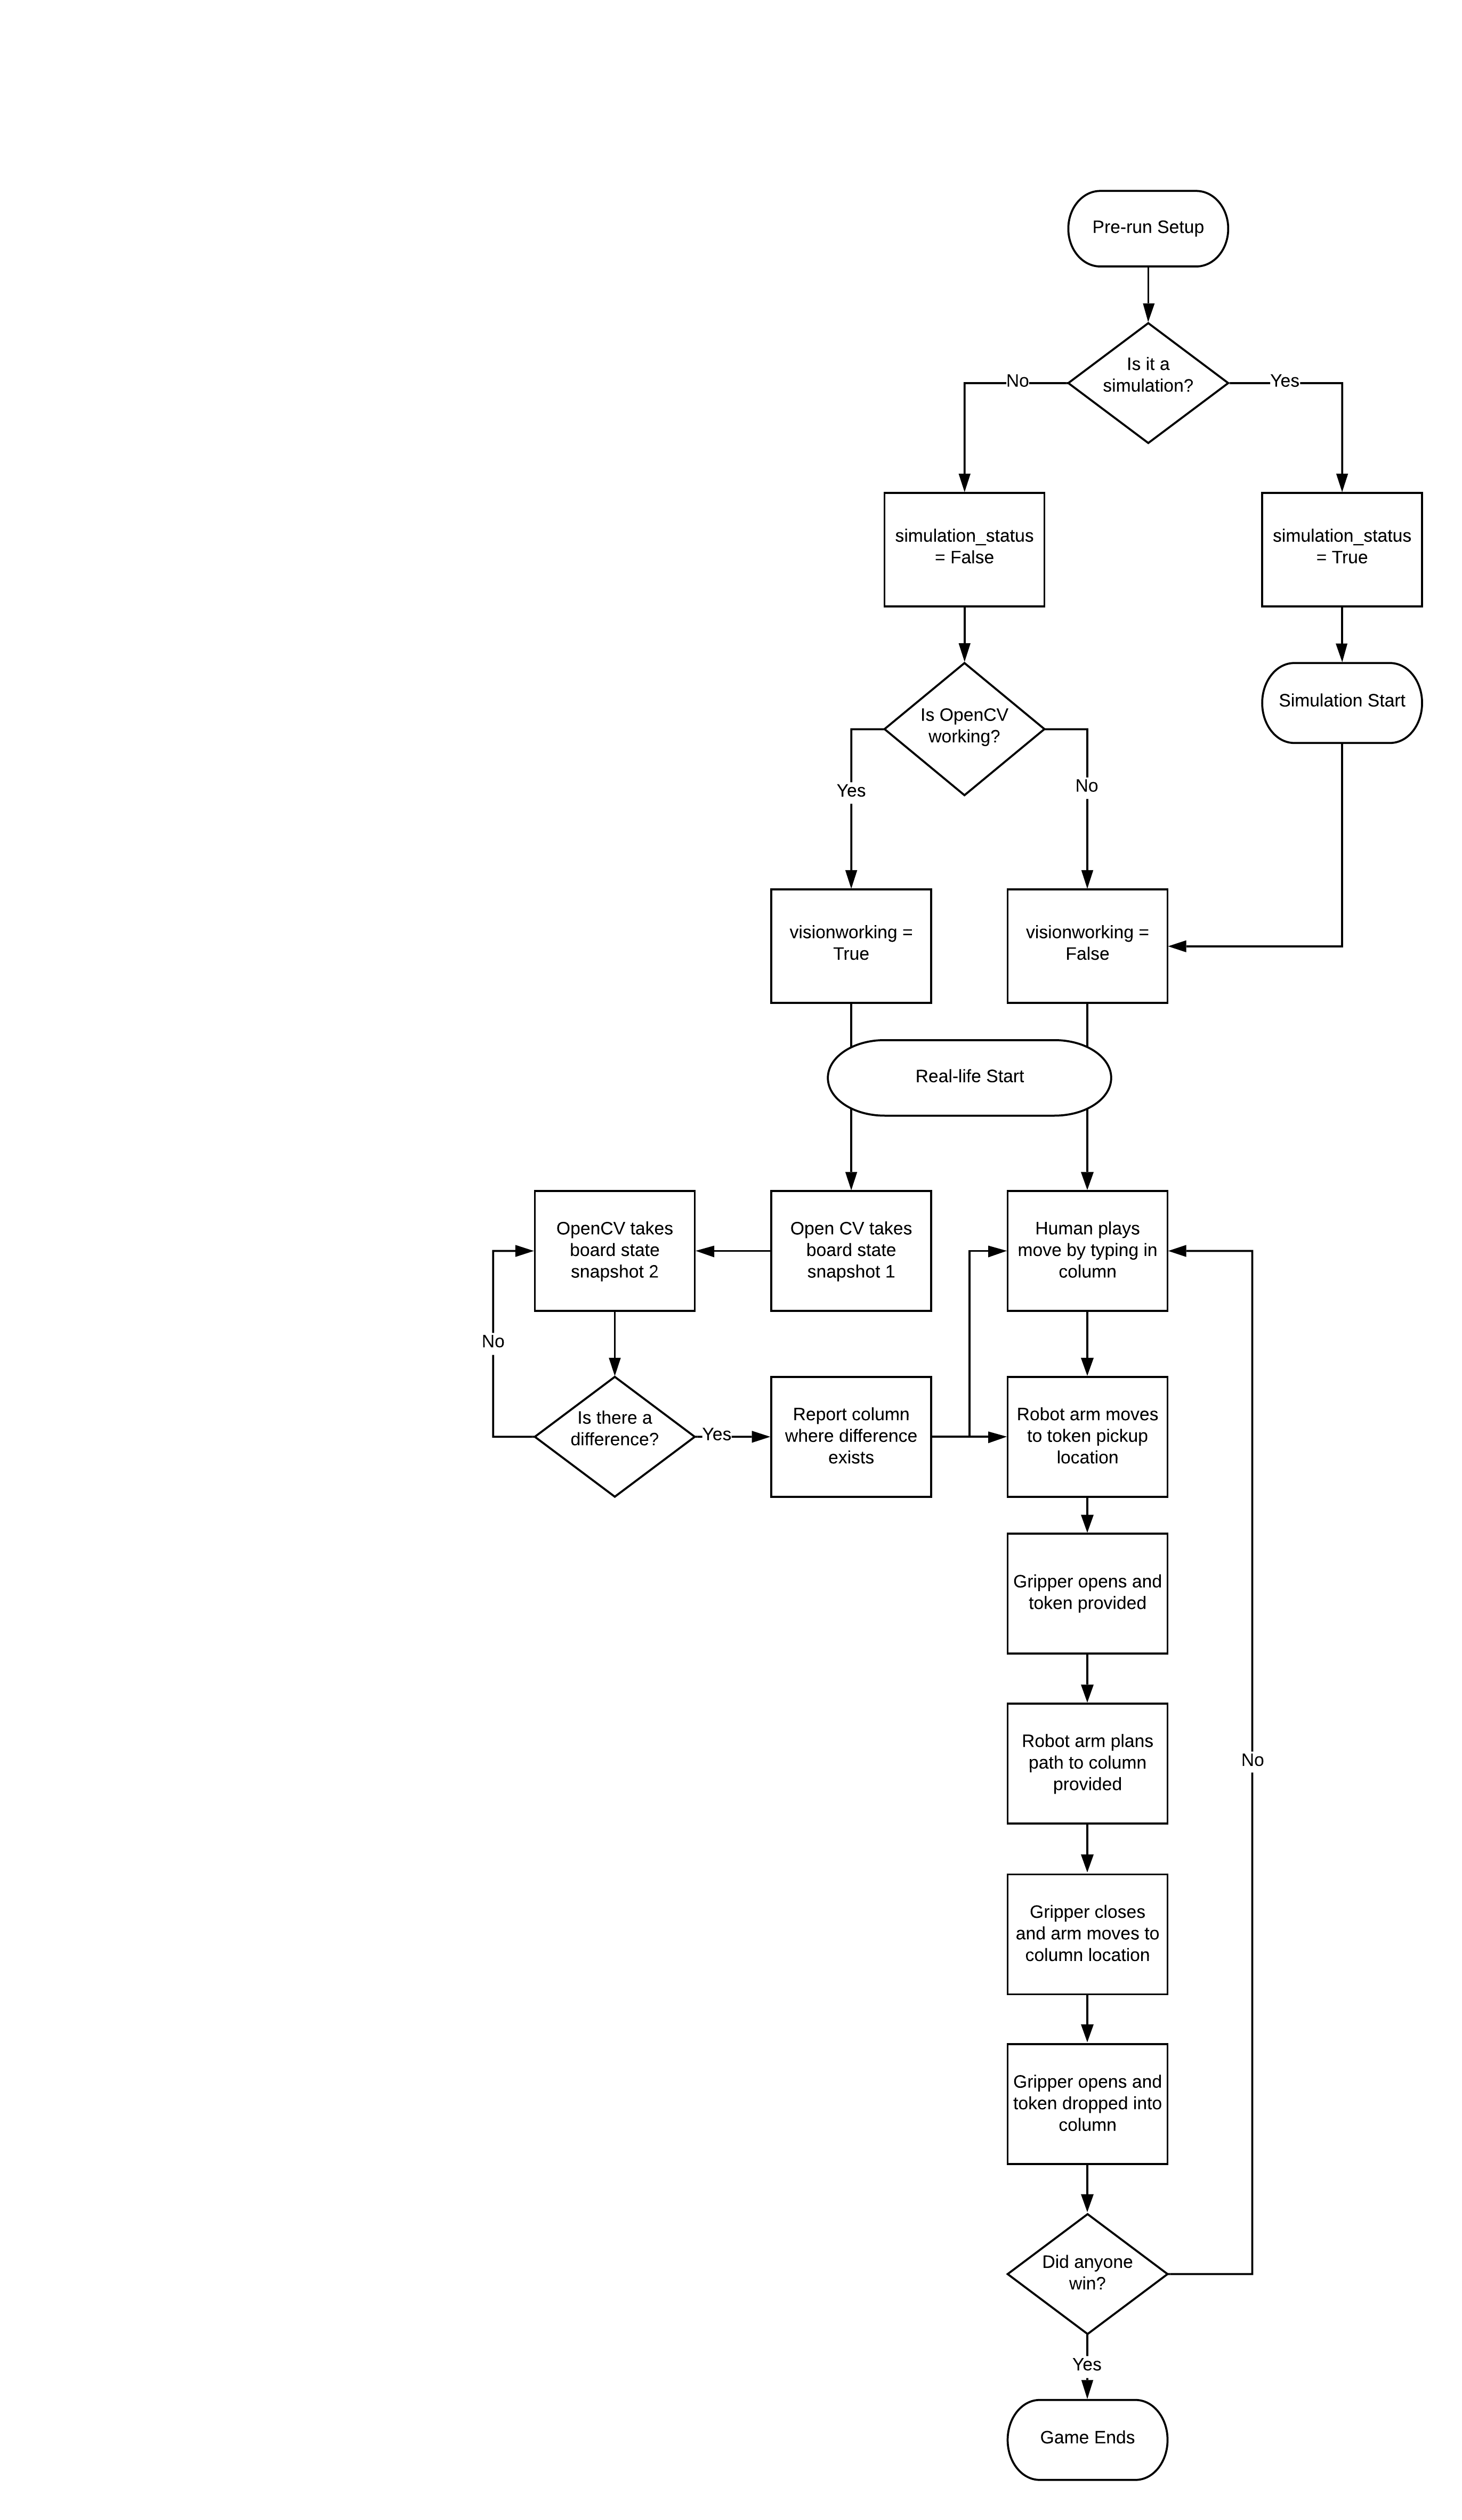 Pre-run Setup
Is it a
simulation?
No
Yes
simulation_status
= False
simulation_status
= True
Is OpenCV
working?
Simulation Start
Yes
No
visionworking =
True
visionworking =
False
Real-life Start
OpenCV takes
board state
snapshot 2
Open CV takes
board state
snapshot 1
Human plays
move by typing in
column
No
Is there a
difference?
Yes
Report column
where difference
exists
Robot arm moves
to token pickup
location
Gripper opens and
token provided
Robot arm plans
path to column
provided
No
Gripper closes
and arm moves to
column location
Gripper opens and
token dropped into
column
Did anyone
win?
Yes
Game Ends